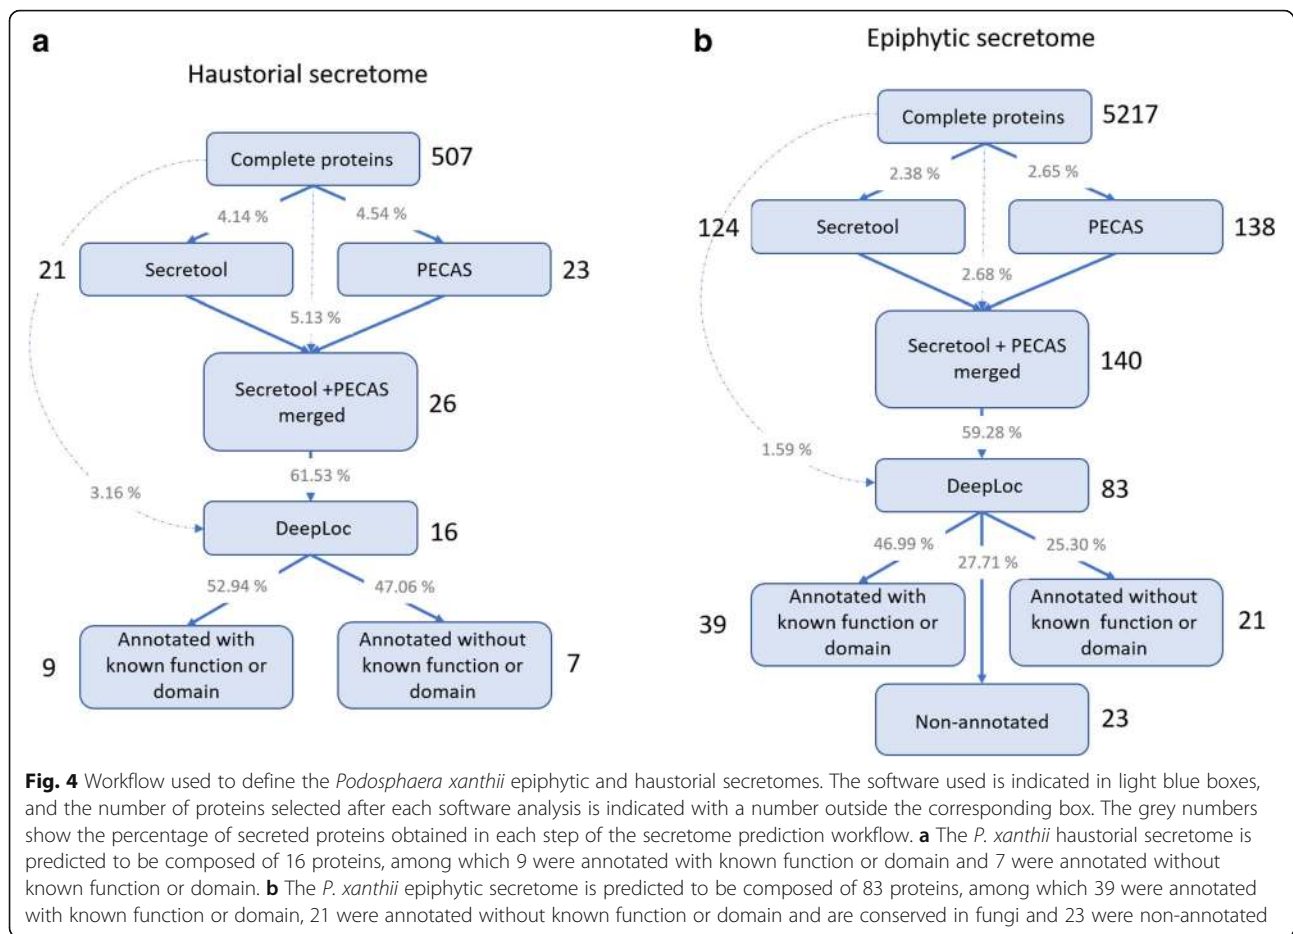 a
Haustorial secretome
Complete proteins 507
4.14 % 4.54 %
21 Secretool PECAS 23
5.13 %
Secretool +PECAS
merged
26
61.53 %
3.16 %
DeepLoc 16
52.94 % 47.06 %
9 Annotated with
known function or
domain
Annotated without
known function or
domain
7
b
Epiphytic secretome
Complete proteins 5217
2.38 % 2.65 %
124 Secretool PECAS 138
2.68 %
Secretool + PECAS
merged
140
59.28 %
1.59 %
DeepLoc 83
46.99 % 27.71 % 25.30 %
39 Annotated with
known function or
domain
Annotated without
known function or
domain
21
Non-annotated 23
Fig. 4 Workflow used to define the Podosphaera xanthii epiphytic and haustorial secretomes. The software used is indicated in light blue boxes,
and the number of proteins selected after each software analysis is indicated with a number outside the corresponding box. The grey numbers
show the percentage of secreted proteins obtained in each step of the secretome prediction workflow. a The P. xanthii haustorial secretome is
predicted to be composed of 16 proteins, among which 9 were annotated with known function or domain and 7 were annotated without
known function or domain. b The P. xanthii epiphytic secretome is predicted to be composed of 83 proteins, among which 39 were annotated
with known function or domain, 21 were annotated without known function or domain and are conserved in fungi and 23 were non-annotated